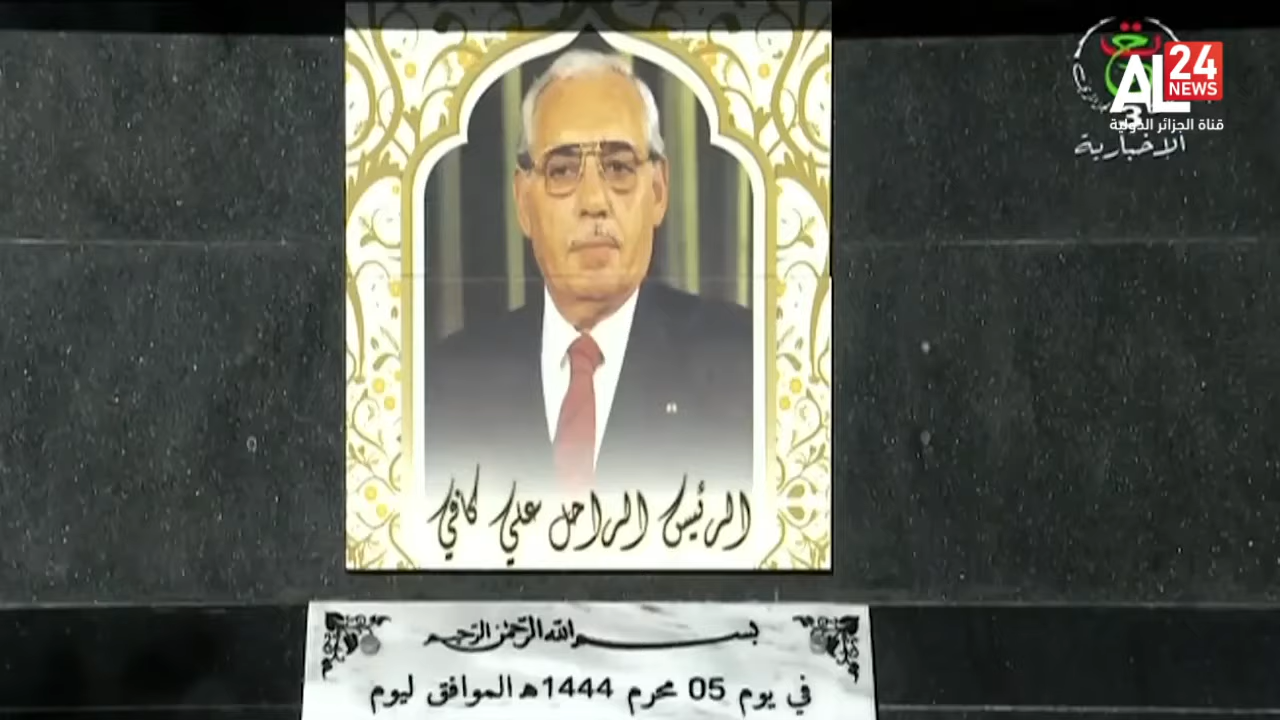 AL
24
NEWS
3
قناة الجزائر الدولية
الإخبارية
الرئيس الراحل علي كافي
بسم الله الرحمن الرحيم
في يوم 05 محرم 1444هـ الموافق ليوم